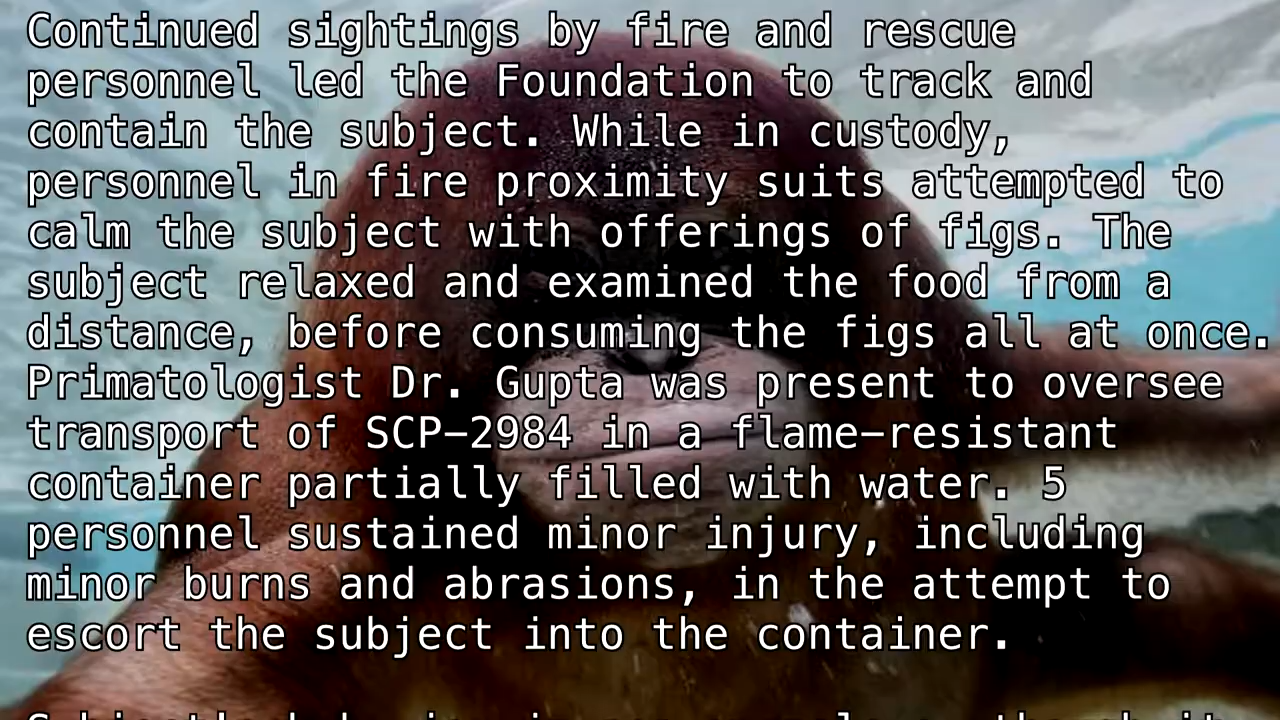 Continued sightings by fire and rescue
personnel led the Foundation to track and
contain the subject. While in custody,
personnel in fire proximity suits attempted to
calm the subject with offerings of figs. The
subject relaxed and examined the food from a
distance, before consuming the figs all at once.
Primatologist Dr. Gupta was present to oversee
transport of SCP–2984 in a flame–resistant
container partially filled with water. 5
personnel sustained minor injury, including
minor burns and abrasions, in the attempt to
escort the subject into the container.